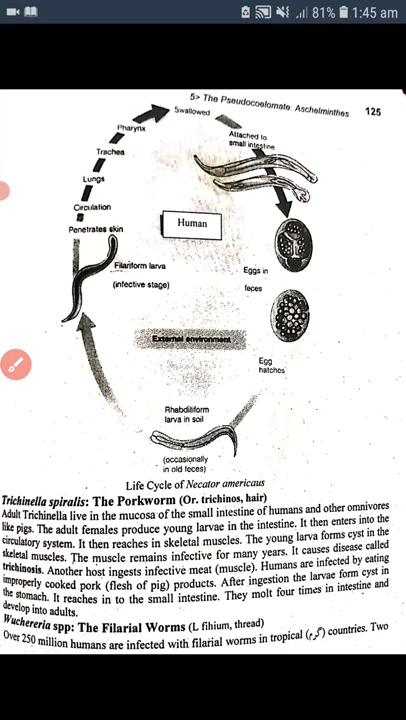 81% 1:45 am
5> The Pseudocoelomate: Aschelminthes 125
Swallowed
Pharynx
Attached to
small intestine
Trachea
Lungs
Circulation
Penetrates skin
Human
Filariform larva
(infective stage)
Eggs in
feces
External environment
Egg
hatches
Rhabditiform
larva in soil
(occasionally
in old feces)
Life Cycle of Necator americaus
Trichinella spiralis: The Porkworm (Or. trichinos, hair)
Adult Trichinella live in the mucosa of the small intestine of humans and other omnivores
like pigs. The adult females produce young larvae in the intestine. It then enters into the
circulatory system. It then reaches in skeletal muscles. The young larva forms cyst in the
skeletal muscles. The muscle remains infective for many years. It causes disease called
trichinosis. Another host ingests infective meat (muscle). Humans are infected by eating
improperly cooked pork (flesh of pig) products. After ingestion the larvae form cyst in
the stomach. It reaches in to the small intestine. They molt four times in intestine and
develop into adults.
Wuchereria spp: The Filarial Worms (L fihium, thread)
Over 250 million humans are infected with filarial worms in tropical (گرم) countries. Two